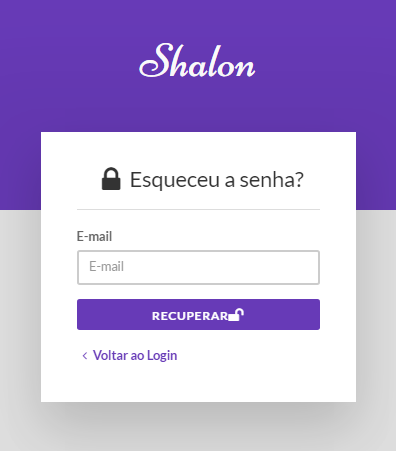 Shalon
Esqueceu a senha?
E-mail
E-mail
RECUPERAR
Voltar ao Login